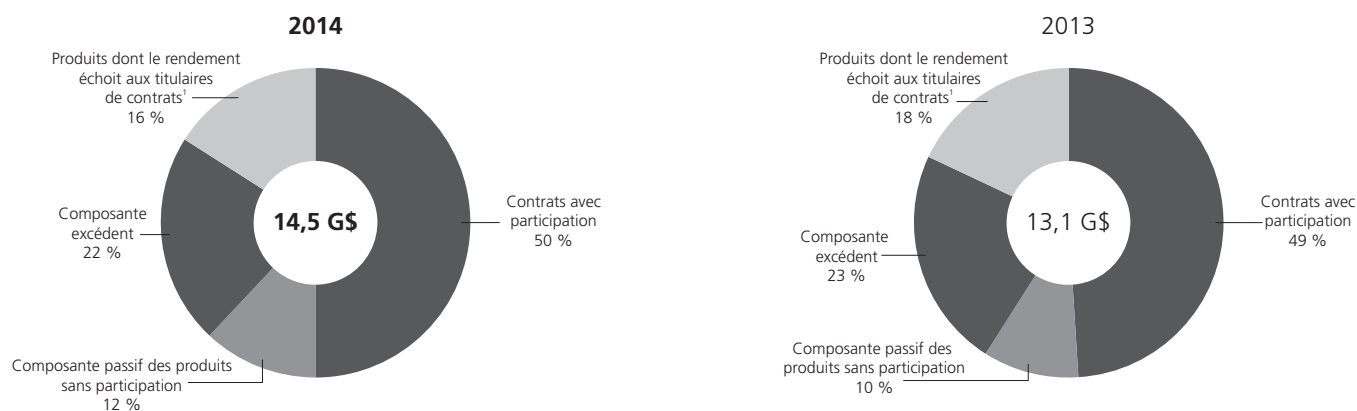 2014
Produits dont le rendement
échoit aux titulaires
de contrats¹
16 %
Composante
excédent
22 %
Composante passif des produits
sans participation
12 %
14,5 G$
Contrats avec
participation
50 %
2013
Produits dont le rendement
échoit aux titulaires
de contrats¹
18 %
Composante
excédent
23 %
Composante passif des
produits sans participation
10 %
13,1 G$
Contrats avec
participation
49 %